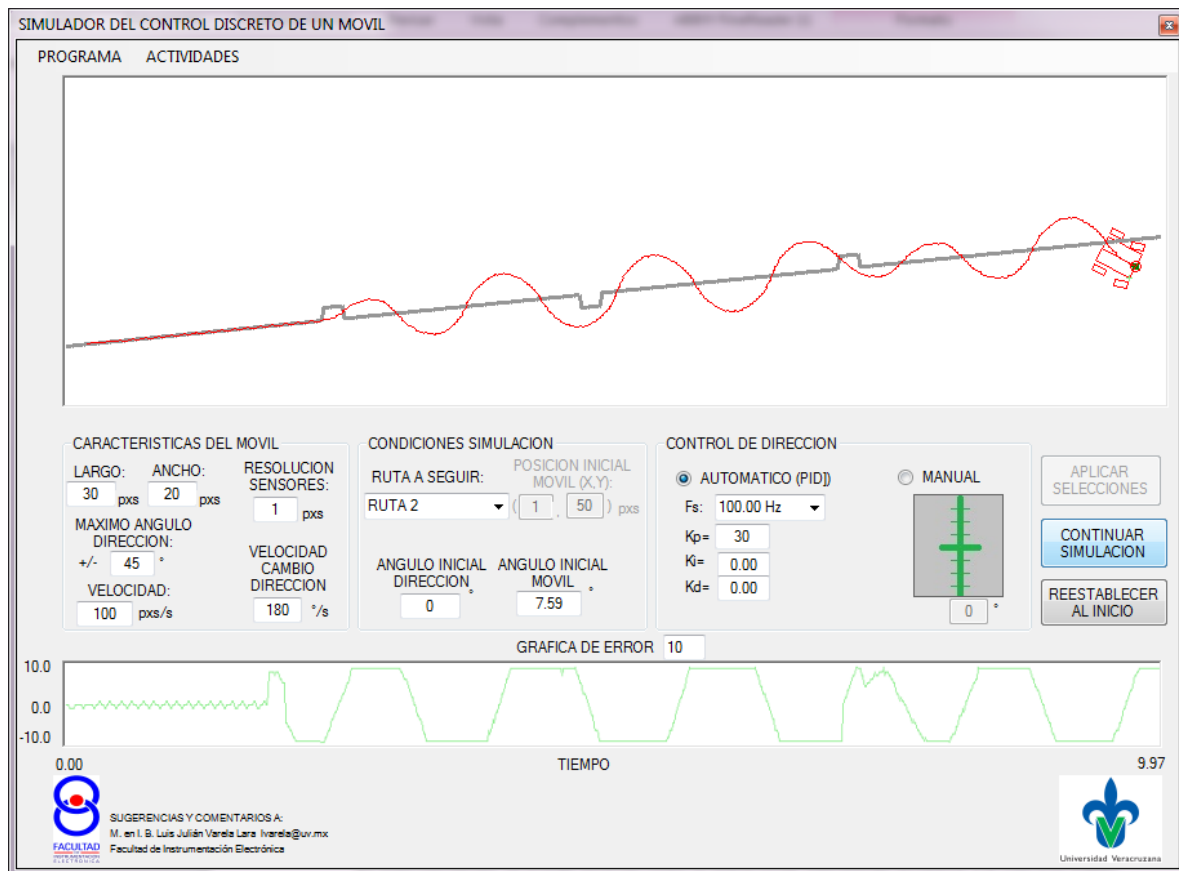 SIMULADOR DEL CONTROL DISCRETO DE UN MOVIL
PROGRAMA ACTIVIDADES
CARACTERISTICAS DEL MOVIL
LARGO: ANCHO: RESOLUCION SENSORES:
30 pxs 20 pxs 1 pxs
MAXIMO ANGULO DIRECCION:
+/- 45 °
VELOCIDAD CAMBIO DIRECCION
180 °/s
VELOCIDAD:
100 pxs/s
CONDICIONES SIMULACION
RUTA A SEGUIR:
RUTA 2
POSICION INICIAL MOVIL (X,Y):
( 1 , 50 ) pxs
ANGULO INICIAL DIRECCION
0 °
ANGULO INICIAL MOVIL
7.59 °
CONTROL DE DIRECCION
AUTOMATICO (PID])
Fs: 100.00 Hz
Kp= 30
Ki= 0.00
Kd= 0.00
MANUAL
0 °
APLICAR SELECCIONES
CONTINUAR SIMULACION
REESTABLECER AL INICIO
GRAFICA DE ERROR 10
10.0
0.0
-10.0
0.00 TIEMPO 9.97
SUGERENCIAS Y COMENTARIOS A:
M. en I. B. Luis Julián Varela Lara lvarela@uv.mx
Facultad de Instrumentación Electrónica
FACULTAD
DE
INSTRUMENTACION
ELECTRONICA
Universidad Veracruzana